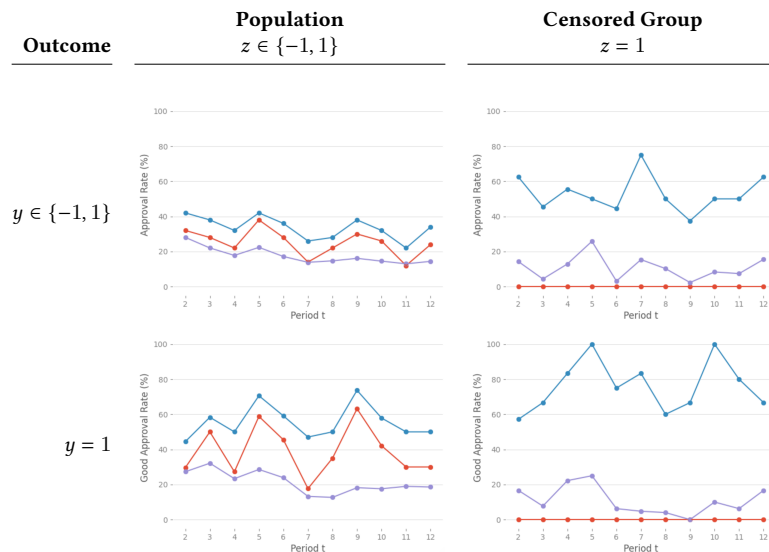 Population Censored Group
Outcome z ∈ {−1, 1} z = 1
y ∈ {−1, 1}
Approval Rate (%)
100
80
60
40
20
0
2 3 4 5 6 7 8 9 10 11 12
Period t
Approval Rate (%)
100
80
60
40
20
0
2 3 4 5 6 7 8 9 10 11 12
Period t
y = 1
Good Approval Rate (%)
100
80
60
40
20
0
2 3 4 5 6 7 8 9 10 11 12
Period t
Good Approval Rate (%)
100
80
60
40
20
0
2 3 4 5 6 7 8 9 10 11 12
Period t